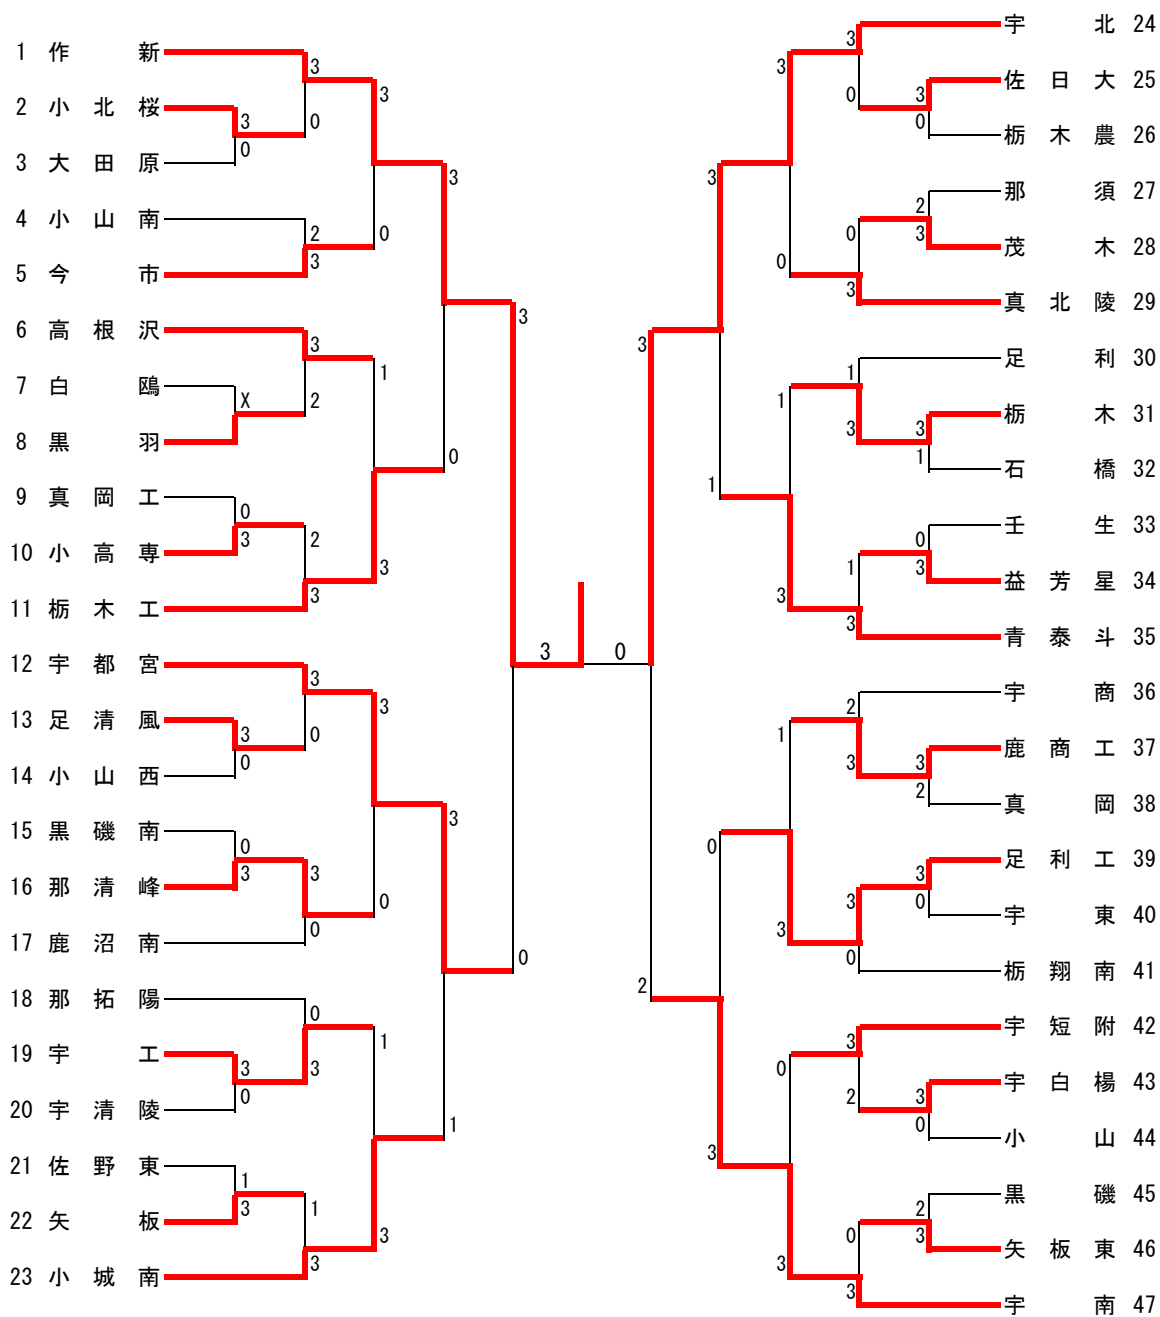 1 作新
2 小北桜
3 大田原
4 小山南
5 今市
6 高根沢
7 白鴎
8 黒羽
9 真岡工
10 小高専
11 栃木工
12 宇都宮
13 足清風
14 小山西
15 黒磯南
16 那清峰
17 鹿沼南
18 那拓陽
19 宇工
20 宇清陵
21 佐野東
22 矢板
23 小城南
3
3
0
0
2
3
3
X
2
0
3
2
3
3
3
0
0
0
3
3
0
0
3
0
3
1
3
1
3
3
0
1
3
3
0
1
3
3
0
3
1
3
0
3
0
3
2
3
0
2
3
1
0
3
3
0
1
3
1
0
3
3
0
3
3
0
1
3
3
1
0
3
1
3
2
3
3
2
3
3
0
0
3
2
3
0
0
2
3
3
宇北 24
佐日大 25
栃木農 26
那須 27
茂木 28
真北陵 29
足利 30
栃木 31
石橋 32
壬生 33
益芳星 34
青泰斗 35
宇商 36
鹿商工 37
真岡 38
足利工 39
宇東 40
栃翔南 41
宇短附 42
宇白楊 43
小山 44
黒磯 45
矢板東 46
宇南 47